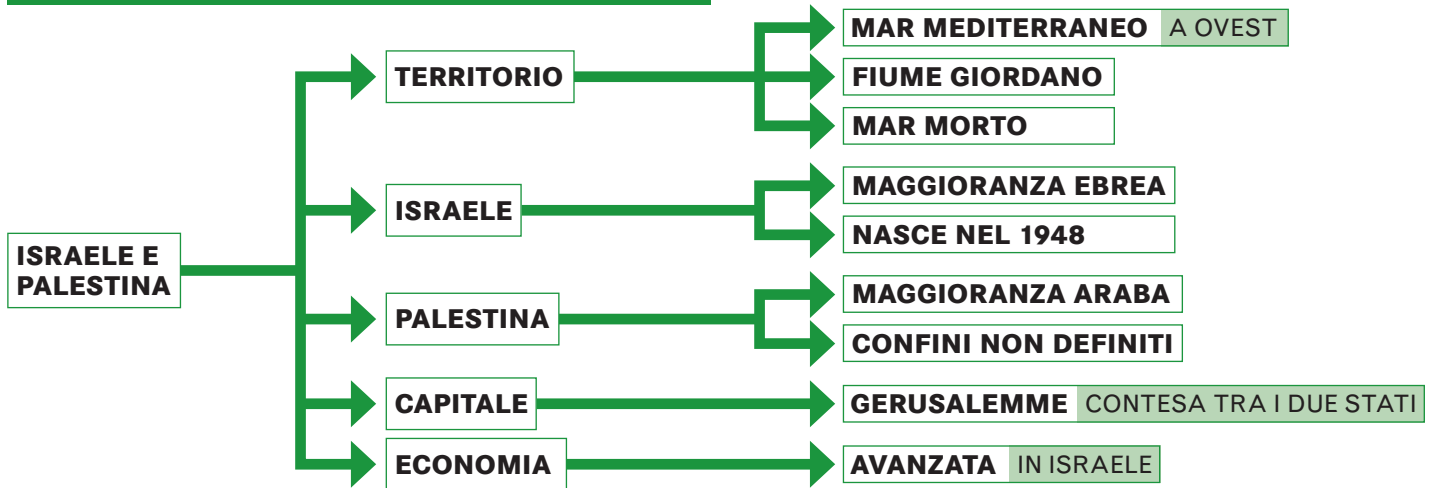 ISRAELE E
PALESTINA
TERRITORIO
MAR MEDITERRANEO A OVEST
FIUME GIORDANO
MAR MORTO
ISRAELE
MAGGIORANZA EBREA
NASCE NEL 1948
PALESTINA
MAGGIORANZA ARABA
CONFINI NON DEFINITI
CAPITALE
GERUSALEMME CONTESA TRA I DUE STATI
ECONOMIA
AVANZATA IN ISRAELE